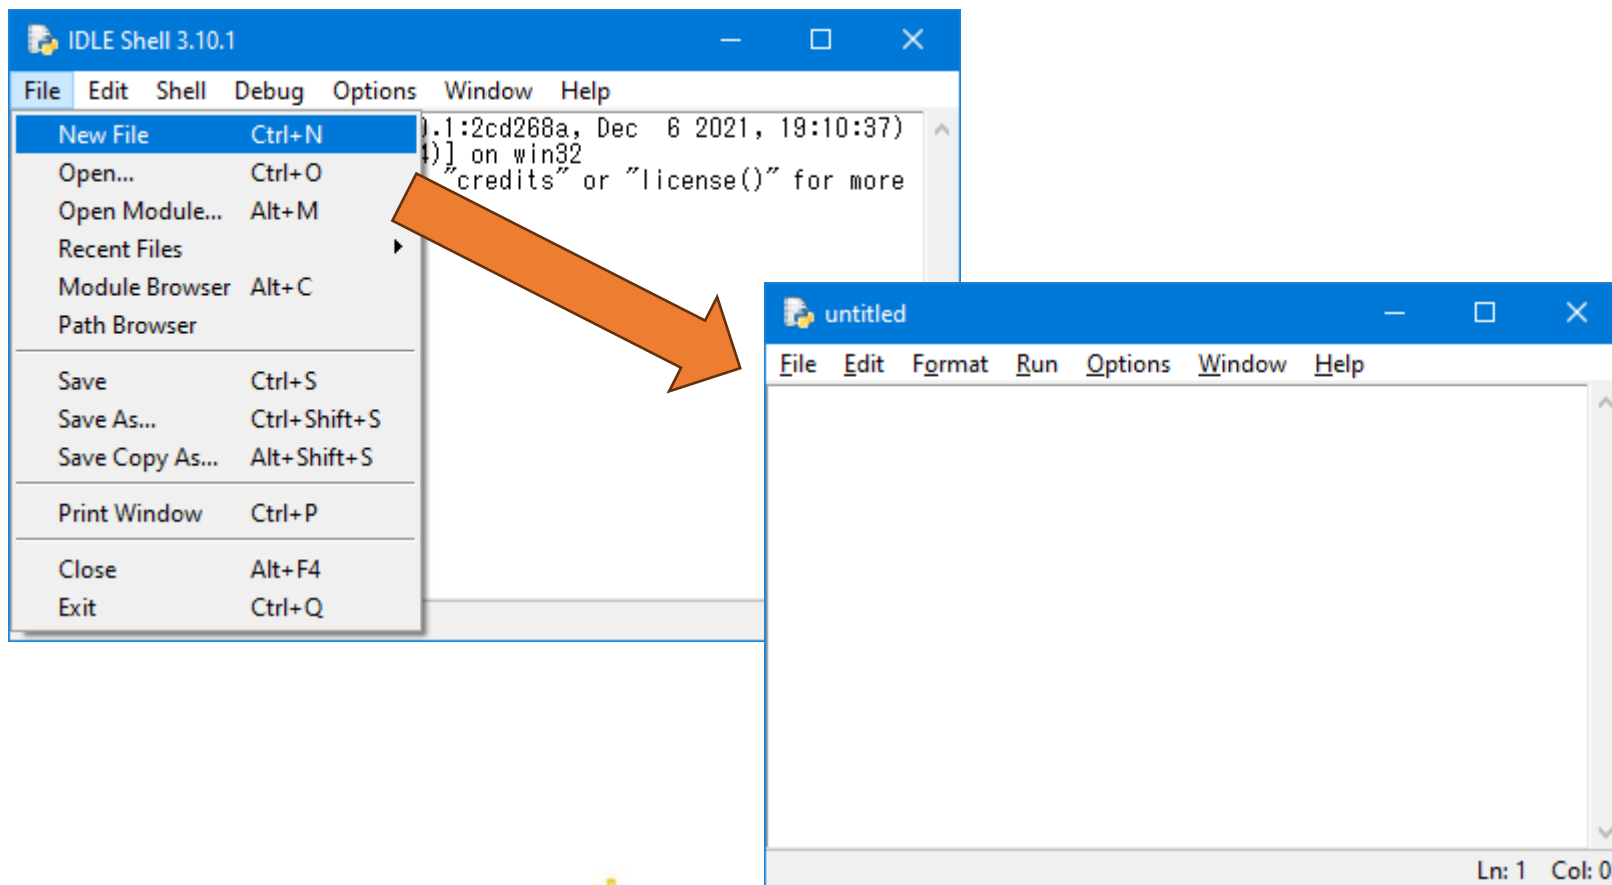 IDLE Shell 3.10.1
File Edit Shell Debug Options Window Help
.1:2cd268a, Dec 6 2021, 19:10:37)
)] on win32
"credits" or "license()" for more
New File Ctrl+N
Open... Ctrl+O
Open Module... Alt+M
Recent Files
Module Browser Alt+C
Path Browser
Save Ctrl+S
Save As... Ctrl+Shift+S
Save Copy As... Alt+Shift+S
Print Window Ctrl+P
Close Alt+F4
Exit Ctrl+Q
untitled
File Edit Format Run Options Window Help
Ln: 1 Col: 0